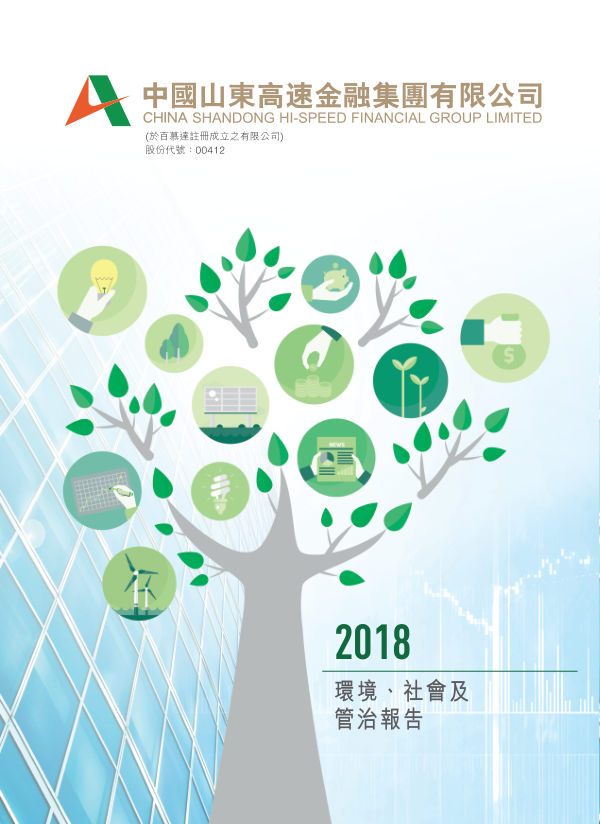 中國山東高速金融集團有限公司
CHINA SHANDONG HI-SPEED FINANCIAL GROUP LIMITED
(於百慕達註冊成立之有限公司)
股份代號：00412
$
NEWS
2018
環境、社會及
管治報告